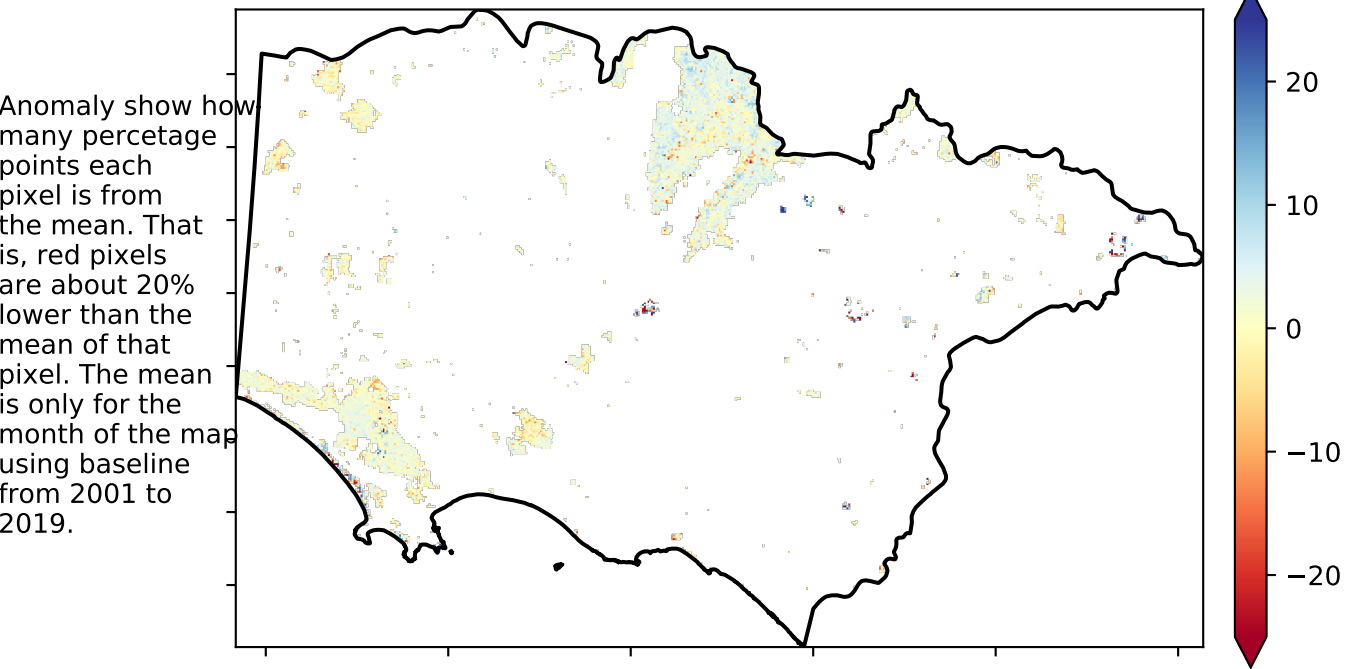 Anomaly show how
many percetage
points each
pixel is from
the mean. That
is, red pixels
are about 20%
lower than the
mean of that
pixel. The mean
is only for the
month of the map
using baseline
from 2001 to
2019.
20
10
0
−10
−20